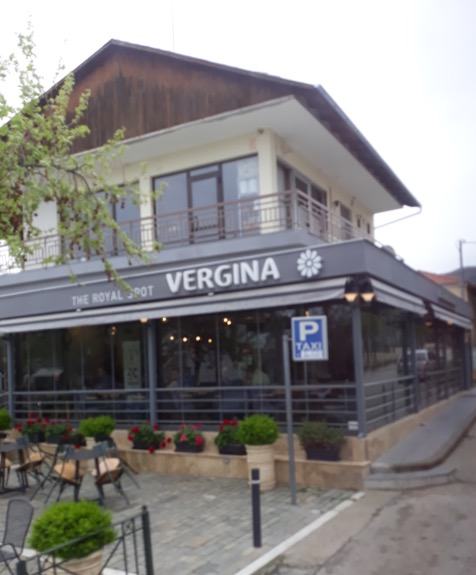 THE ROYAL SPOT VERGINA
P
TAXI